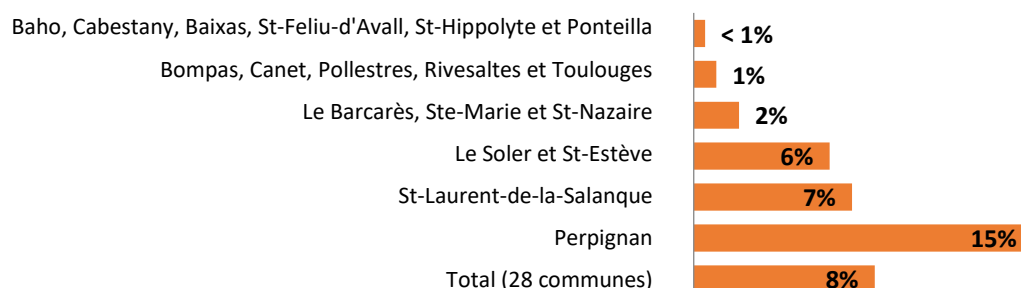 Baho, Cabestany, Baixas, St-Feliu-d'Avall, St-Hippolyte et Ponteilla < 1%
Bompas, Canet, Pollestres, Rivesaltes et Toulouges 1%
Le Barcarès, Ste-Marie et St-Nazaire 2%
Le Soler et St-Estève 6%
St-Laurent-de-la-Salanque 7%
Perpignan 15%
Total (28 communes) 8%